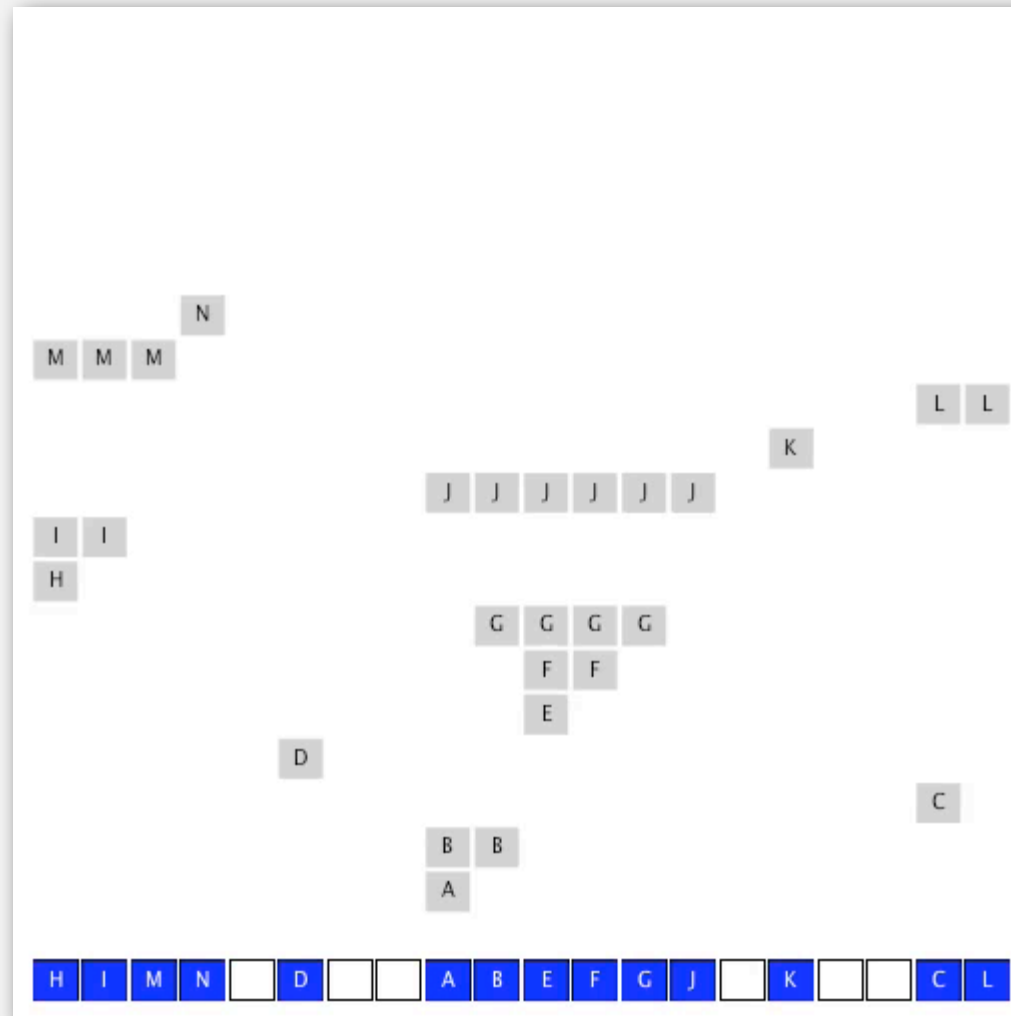 N
M M M
L L
K
J J J J J J
I I
H
G G G G
F F
E
D
C
B B
A
H I M N D A B E F G J K C L